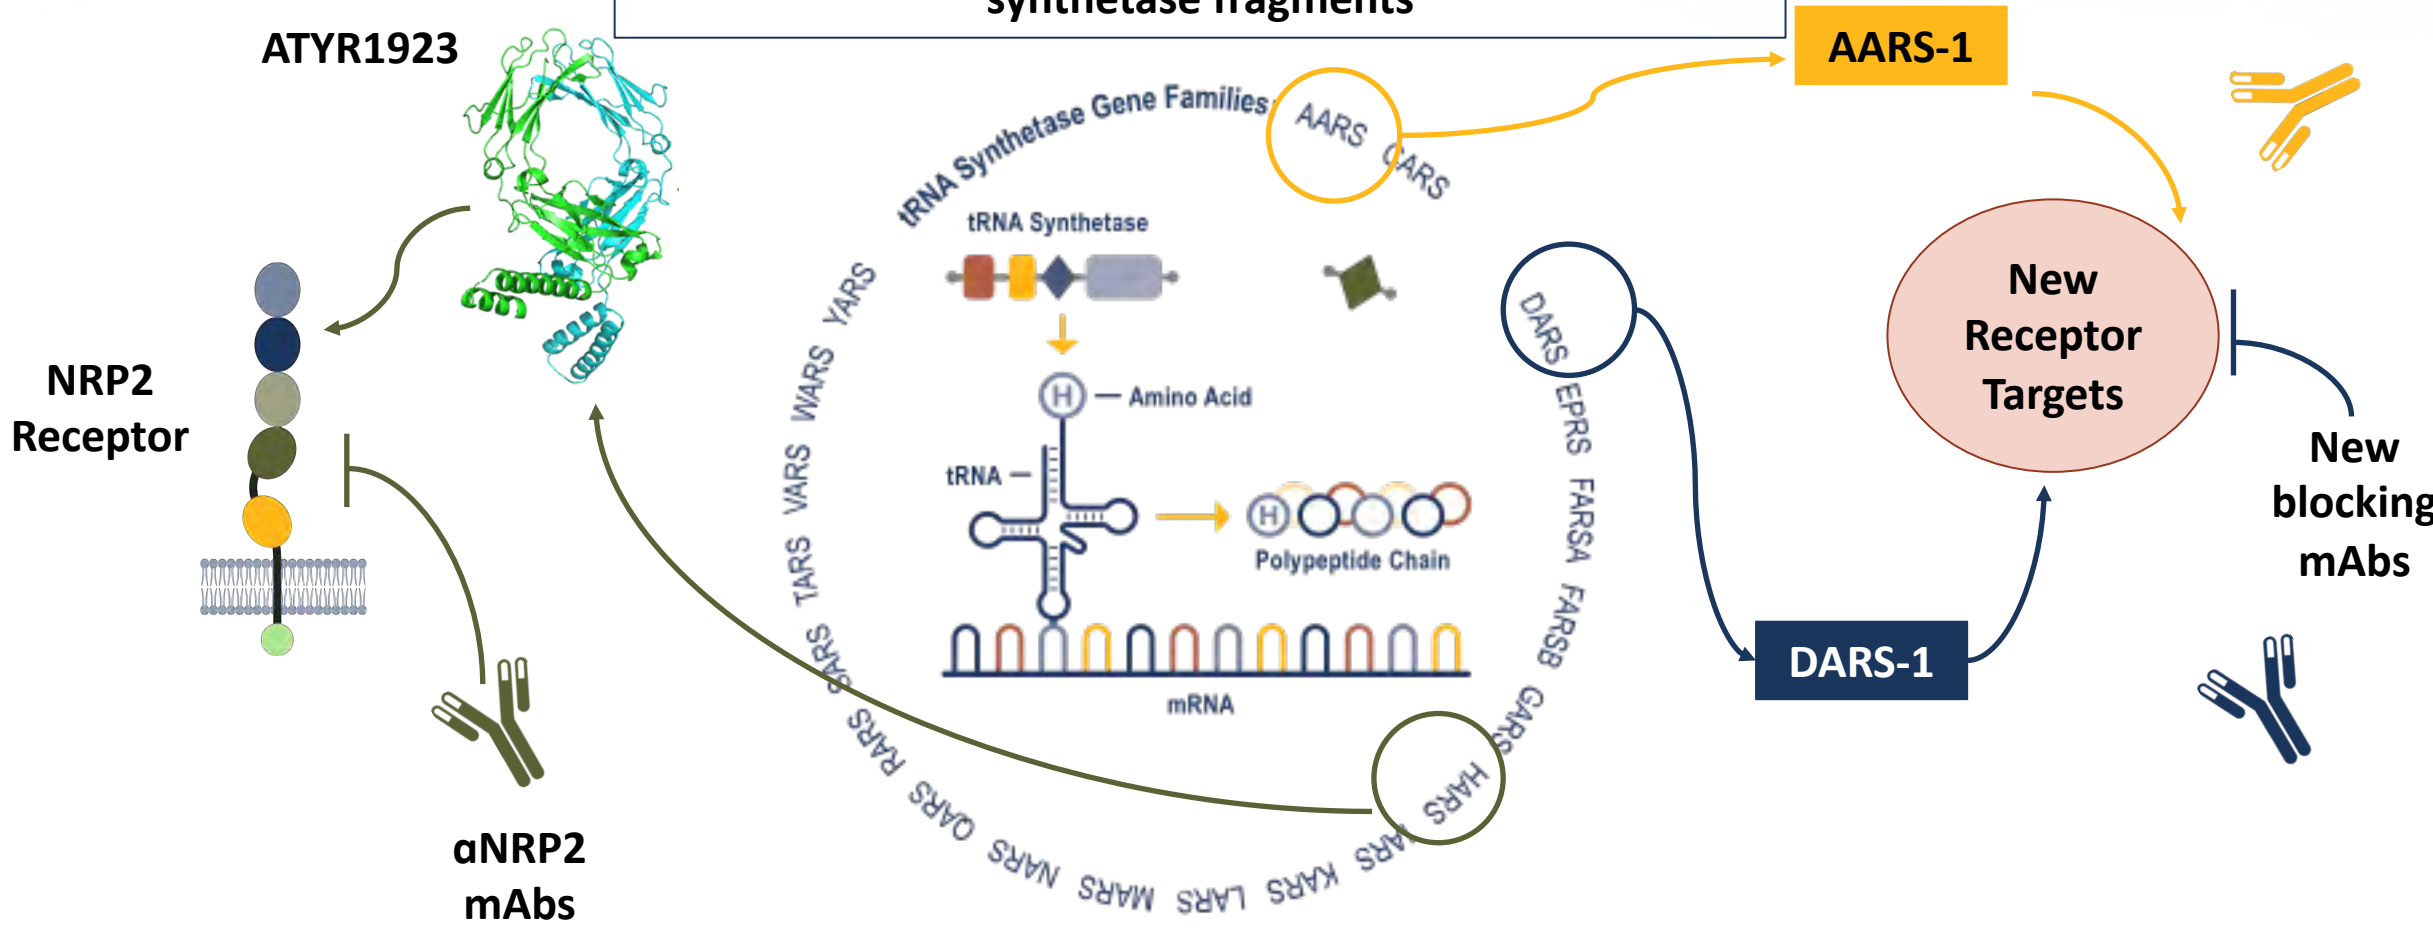 synthetase fragments
ATYR1923
AARS-1
tRNA Synthetase Gene Families
AARS
CARS
DARS
EPRS
FARSA
FARSB
GARS
HARS
KARS
LARS
MARS
NARS
QARS
RARS
SARS
TARS
VARS
WARS
YARS
tRNA Synthetase
H
Amino Acid
tRNA
H
Polypeptide Chain
mRNA
NRP2
Receptor
αNRP2
mAbs
New
Receptor
Targets
New
blocking
mAbs
DARS-1